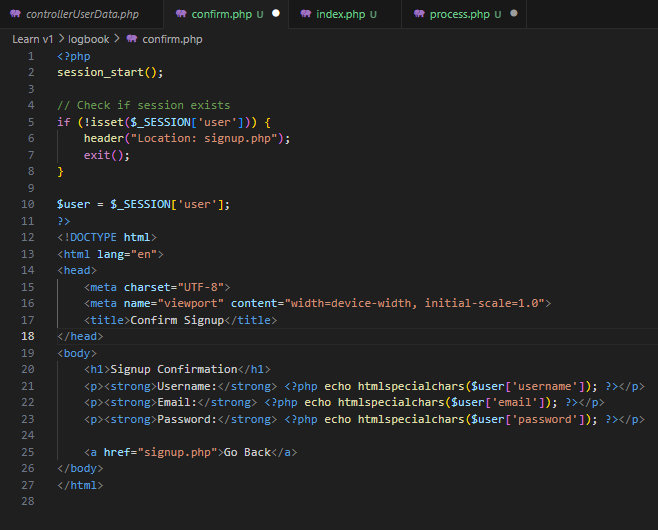 controllerUserData.php confirm.php U index.php U process.php U
Learn v1 > logbook > confirm.php
1 <?php
2 session_start();
3
4 // Check if session exists
5 if (!isset($_SESSION['user'])) {
6     header("Location: signup.php");
7     exit();
8 }
9
10 $user = $_SESSION['user'];
11 ?>
12 <!DOCTYPE html>
13 <html lang="en">
14 <head>
15     <meta charset="UTF-8">
16     <meta name="viewport" content="width=device-width, initial-scale=1.0">
17     <title>Confirm Signup</title>
18 </head>
19 <body>
20     <h1>Signup Confirmation</h1>
21     <p><strong>Username:</strong> <?php echo htmlspecialchars($user['username']); ?></p>
22     <p><strong>Email:</strong> <?php echo htmlspecialchars($user['email']); ?></p>
23     <p><strong>Password:</strong> <?php echo htmlspecialchars($user['password']); ?></p>
24
25     <a href="signup.php">Go Back</a>
26 </body>
27 </html>
28